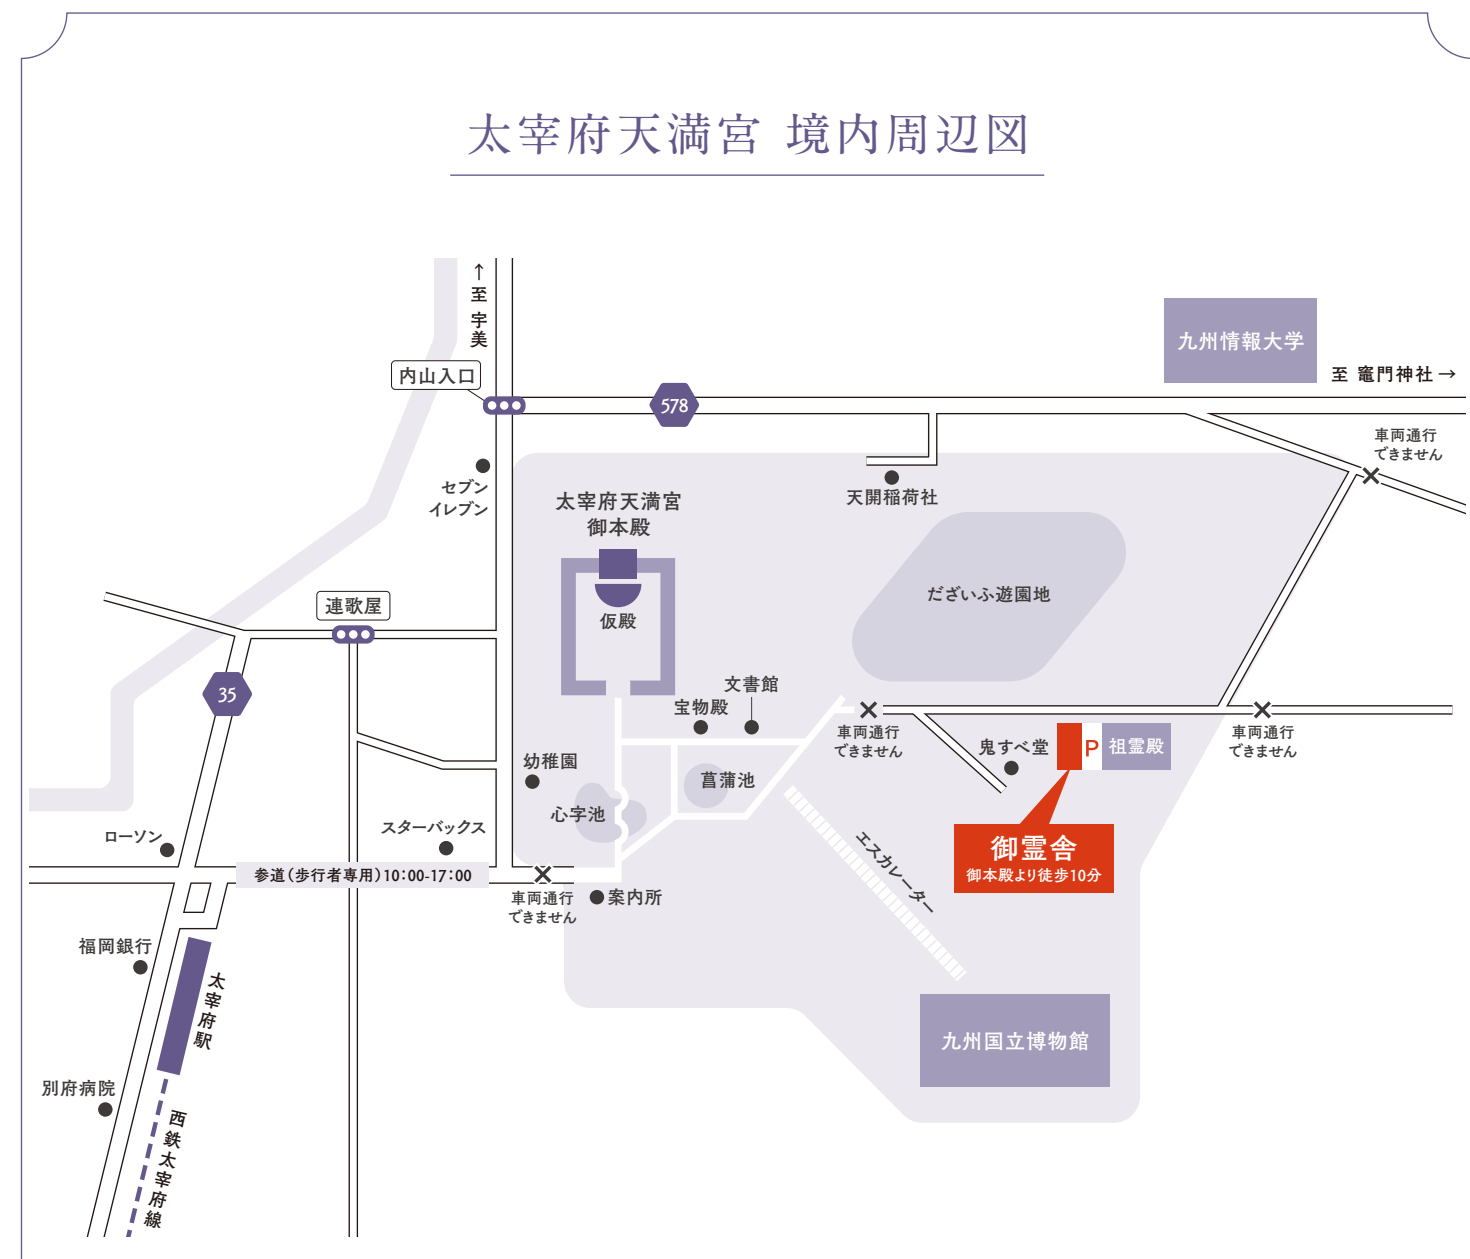 太宰府天満宮 境内周辺図
←至 宇美
九州情報大学
内山入口
至 竈門神社→
578
車両通行
できません
セブン
イレブン
太宰府天満宮
御本殿
天開稲荷社
だざいふ遊園地
連歌屋
仮殿
35
文書館
宝物殿
車両通行
できません
鬼すべ堂
P
祖霊殿
車両通行
できません
幼稚園
菖蒲池
心字池
ローソン
スターバックス
エスカレーター
御霊舎
御本殿より徒歩10分
参道(歩行者専用)10:00-17:00
車両通行
できません
案内所
福岡銀行
太宰府駅
九州国立博物館
別府病院
西鉄太宰府線